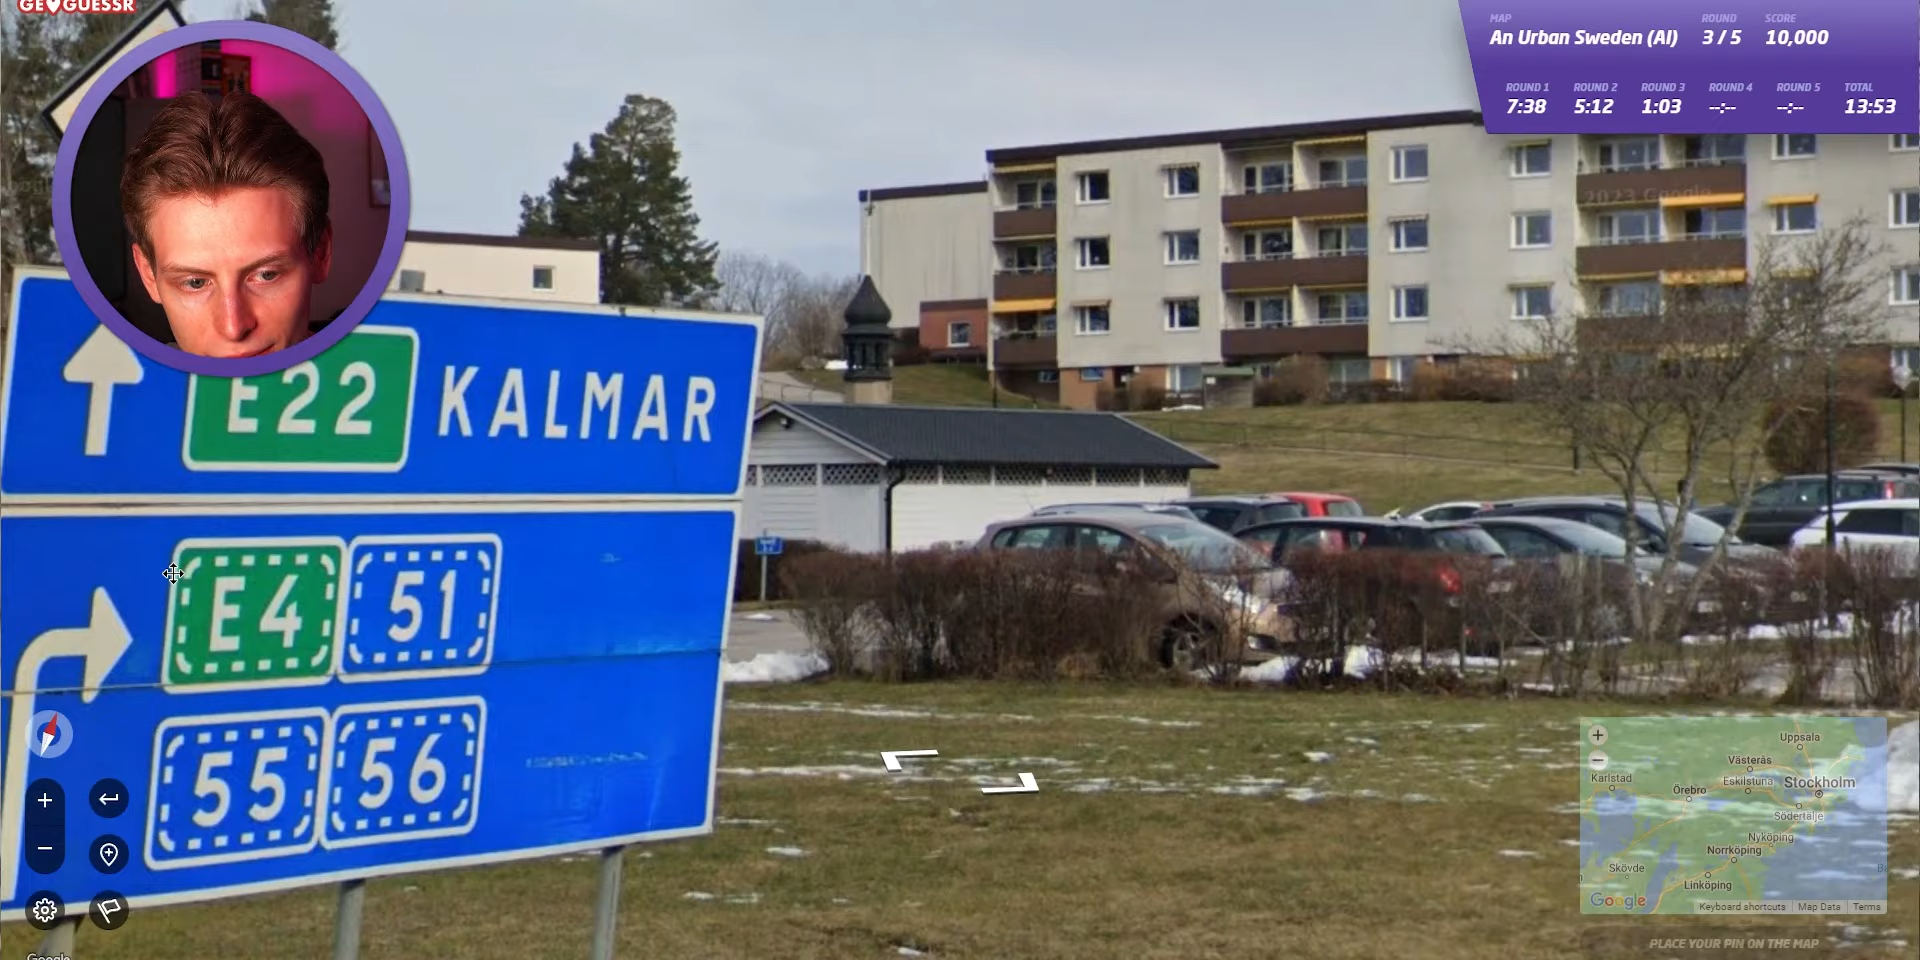 GEOGUESSR
MAP
An Urban Sweden (AI)
ROUND
3 / 5
SCORE
10,000
ROUND 1
7:38
ROUND 2
5:12
ROUND 3
1:03
ROUND 4
--:--
ROUND 5
--:--
TOTAL
13:53
2023 Google
E22 KALMAR
E4 51
55 56
Uppsala
Västerås
Karlstad
Eskilstuna
Stockholm
Örebro
Södertälje
Nyköping
Norrköping
Skövde
Linköping
Google
Keyboard shortcuts
Map Data
Terms
PLACE YOUR PIN ON THE MAP
Google